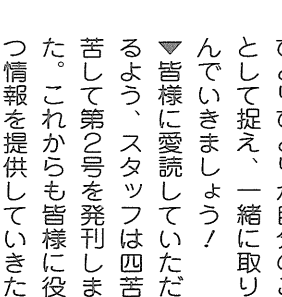 として捉え、一緒に取り
んでいきましょう！
▼皆様に愛読していただ
るよう、スタッフは四苦
苦して第2号を発刊しま
た。これからも皆様に役
つ情報を提供していきた